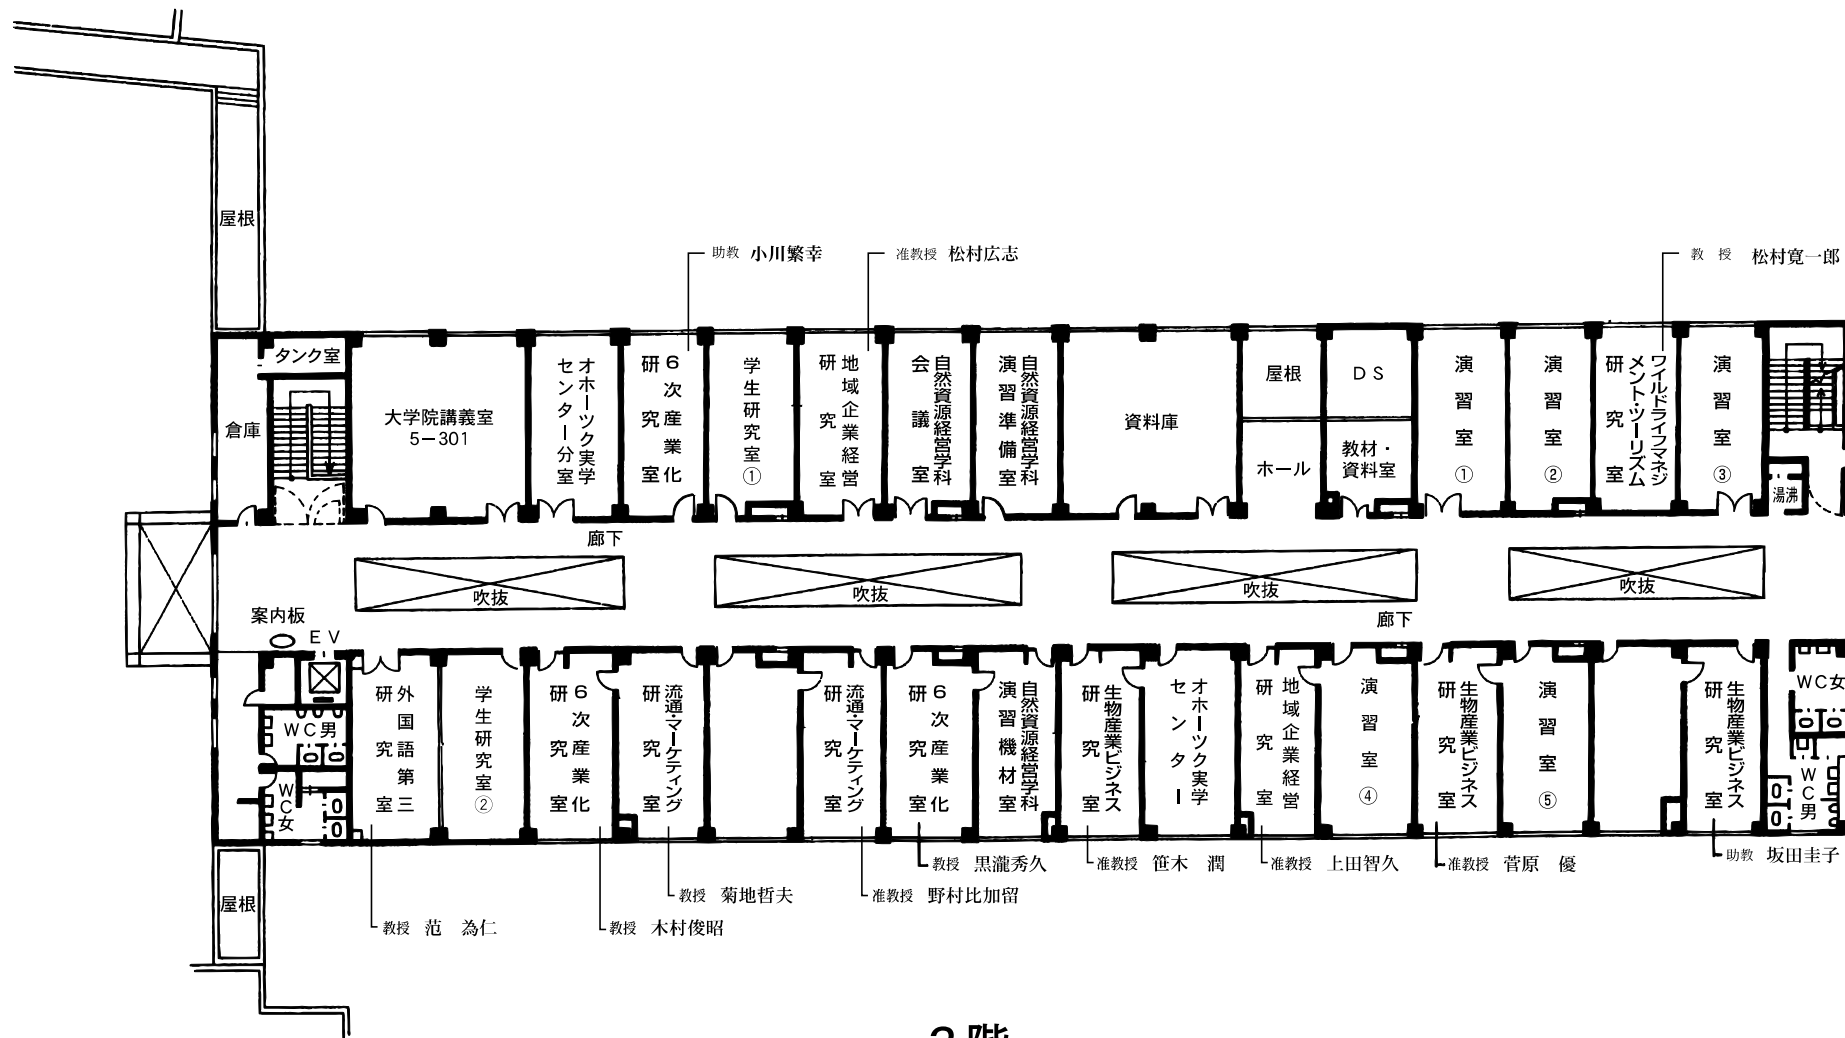 屋根
助教 小川繁幸
准教授 松村広志
教 授 松村寛一郎
タンク室
倉庫
大学院講義室
5-301
オホーツク実学
センター分室
6次産業化
研究室
学生研究室①
地域企業経営
研究室
自然資源経営学科
会議室
自然資源経営学科
演習準備室
資料庫
屋根
DS
ホール
教材・
資料室
演習室①
演習室②
ワイルドライフマネジ
メント・ツーリズム
研究室
演習室③
湯沸
廊下
吹抜
吹抜
吹抜
吹抜
廊下
案内板
EV
WC男
WC女
外国語第三
研究室
学生研究室②
6次産業化
研究室
流通・マーケティング
研究室
流通・マーケティング
研究室
6次産業化
研究室
自然資源経営学科
演習機材室
生物産業ビジネス
研究室
オホーツク実学
センター
地域企業経営
研究室
演習室④
生物産業ビジネス
研究室
演習室⑤
生物産業ビジネス
研究室
WC女
WC男
屋根
教授 黒瀧秀久
准教授 笹木 潤
准教授 上田智久
准教授 菅原 優
助教 坂田圭子
教授 菊地哲夫
准教授 野村比加留
教授 范 為仁
教授 木村俊昭